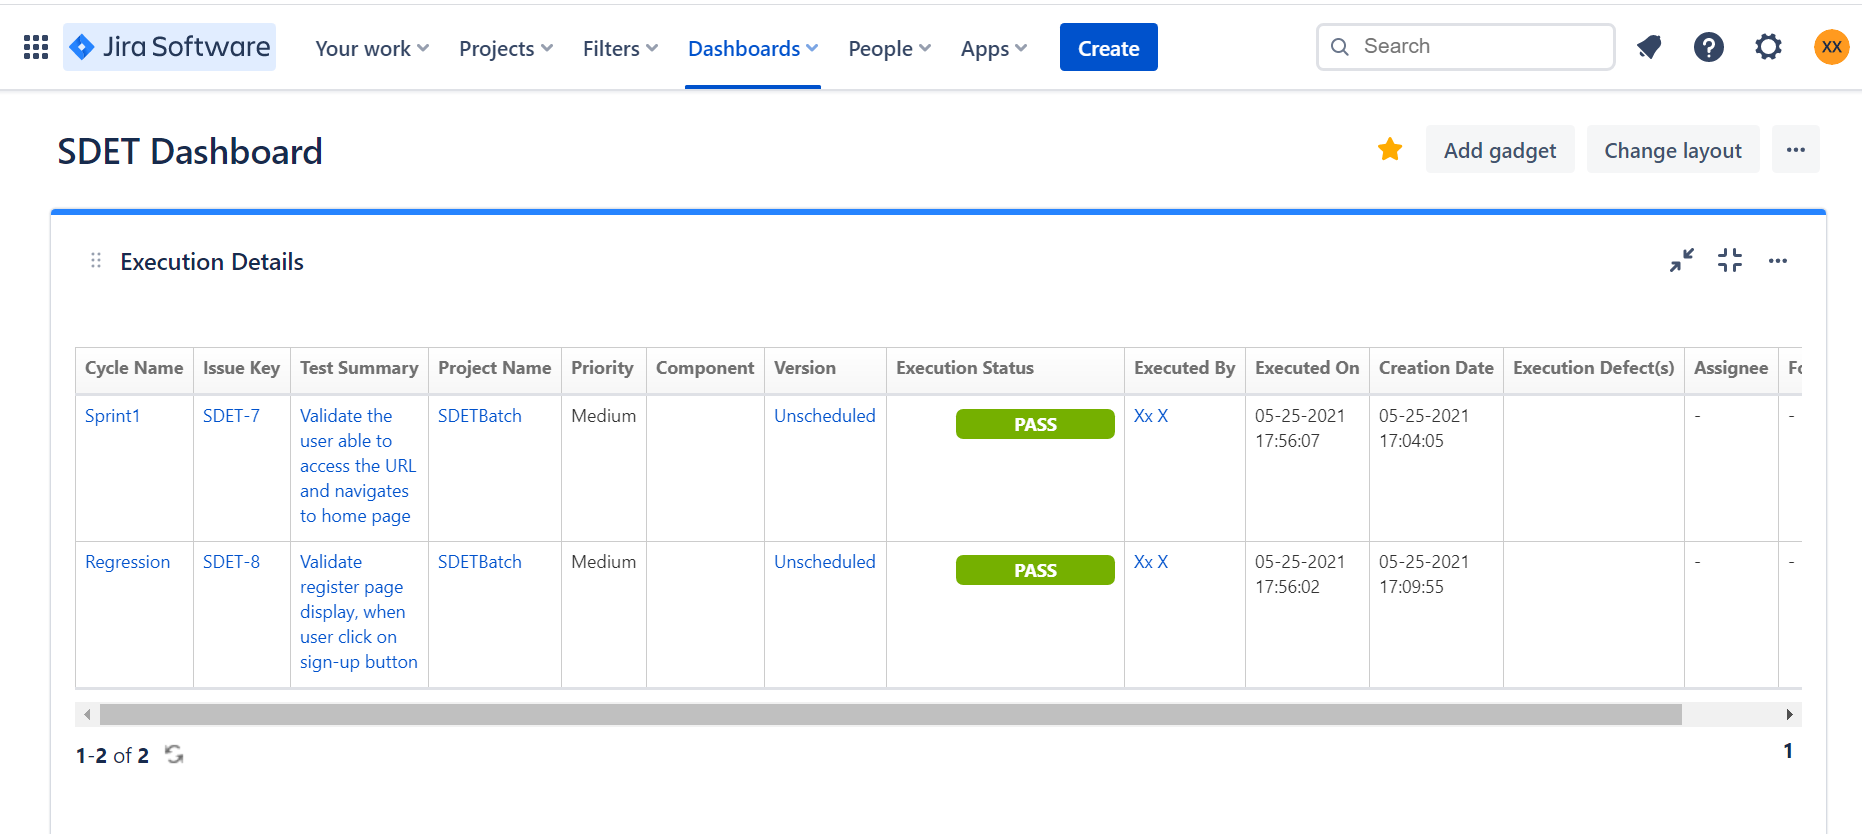 Jira Software Your work Projects Filters Dashboards People Apps Create Search XX
SDET Dashboard Add gadget Change layout
Execution Details
Cycle Name Issue Key Test Summary Project Name Priority Component Version Execution Status Executed By Executed On Creation Date Execution Defect(s) Assignee Fo
Sprint1 SDET-7 Validate the SDETBatch Medium Unscheduled PASS Xx X 05-25-2021 05-25-2021 - -
user able to 17:56:07 17:04:05
access the URL
and navigates
to home page
Regression SDET-8 Validate SDETBatch Medium Unscheduled PASS Xx X 05-25-2021 05-25-2021 - -
register page 17:56:02 17:09:55
display, when
user click on
sign-up button
1-2 of 2 1